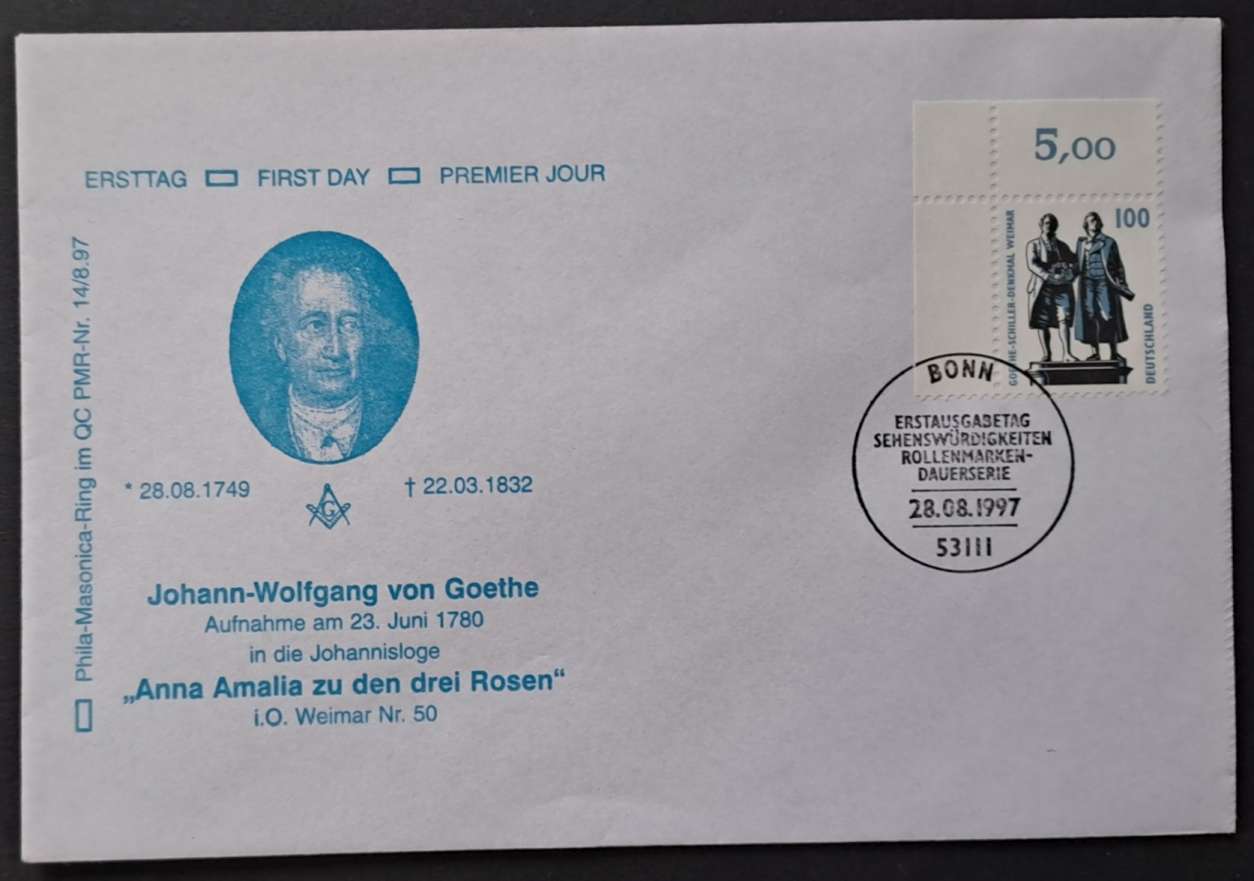 ERSTTAG FIRST DAY PREMIER JOUR
Phila-Masonica-Ring im QC PMR-Nr. 14/8.97
* 28.08.1749
† 22.03.1832
G
Johann-Wolfgang von Goethe
Aufnahme am 23. Juni 1780
in die Johannisloge
„Anna Amalia zu den drei Rosen“
i.O. Weimar Nr. 50
5,00
100
GOETHE-SCHILLER-DENKMAL WEIMAR
DEUTSCHLAND
BONN
ERSTAUSGABETAG
SEHENSWÜRDIGKEITEN
ROLLENMARKEN-
DAUERSERIE
28.08.1997
53111